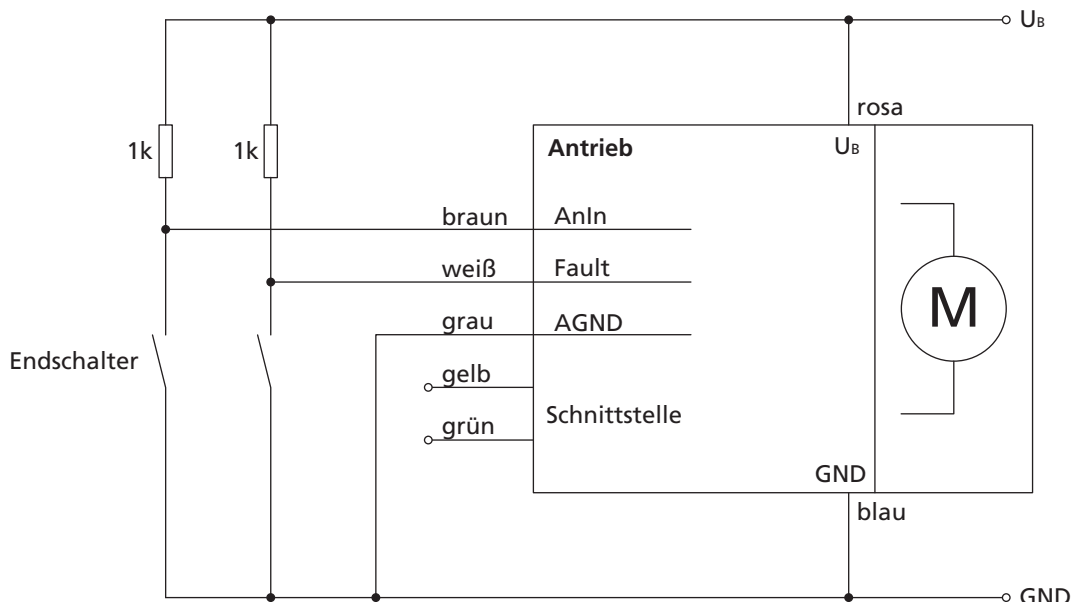 UB
rosa
1k
1k
Antrieb
UB
braun
AnIn
weiß
Fault
grau
AGND
Endschalter
gelb
M
Schnittstelle
grün
GND
blau
GND